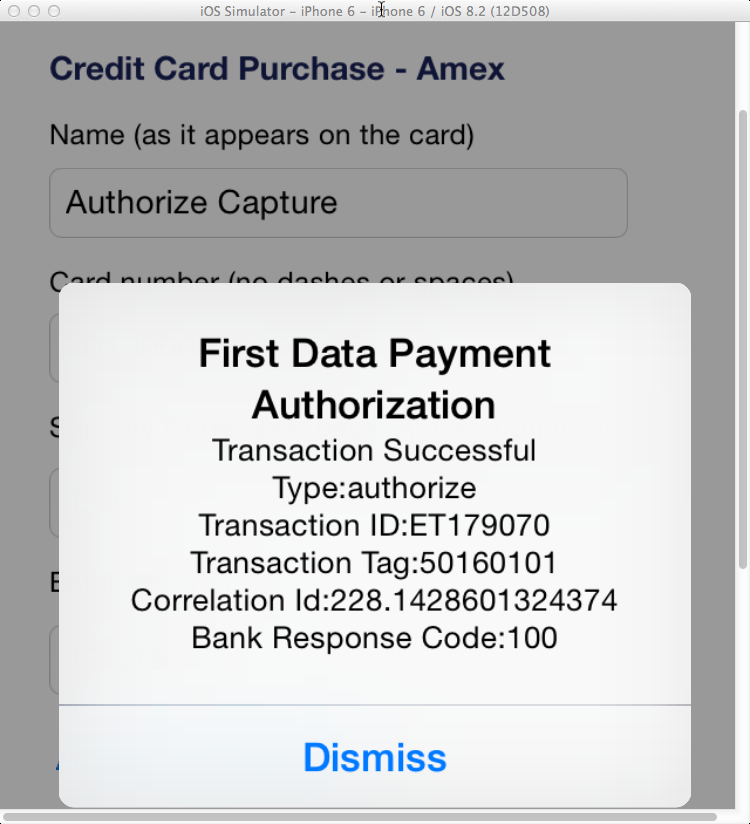 iOS Simulator – iPhone 6 – iPhone 6 / iOS 8.2 (12D508)
Credit Card Purchase - Amex
Name (as it appears on the card)
Authorize Capture
Card number (no dashes or spaces)
First Data Payment
Authorization
Transaction Successful
Type:authorize
Transaction ID:ET179070
Transaction Tag:50160101
Correlation Id:228.1428601324374
Bank Response Code:100
Dismiss